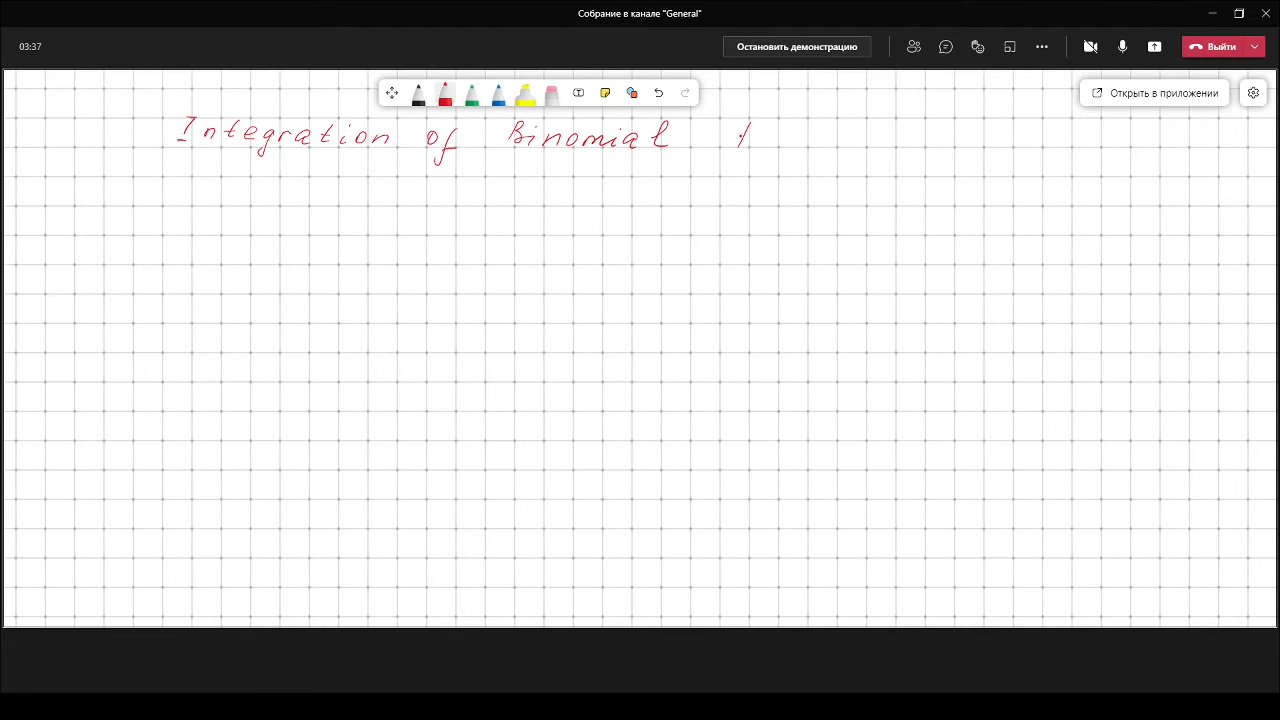 Собрание в канале "General"
03:37
Остановить демонстрацию
Выйти
Открыть в приложении
Integration of Binomial